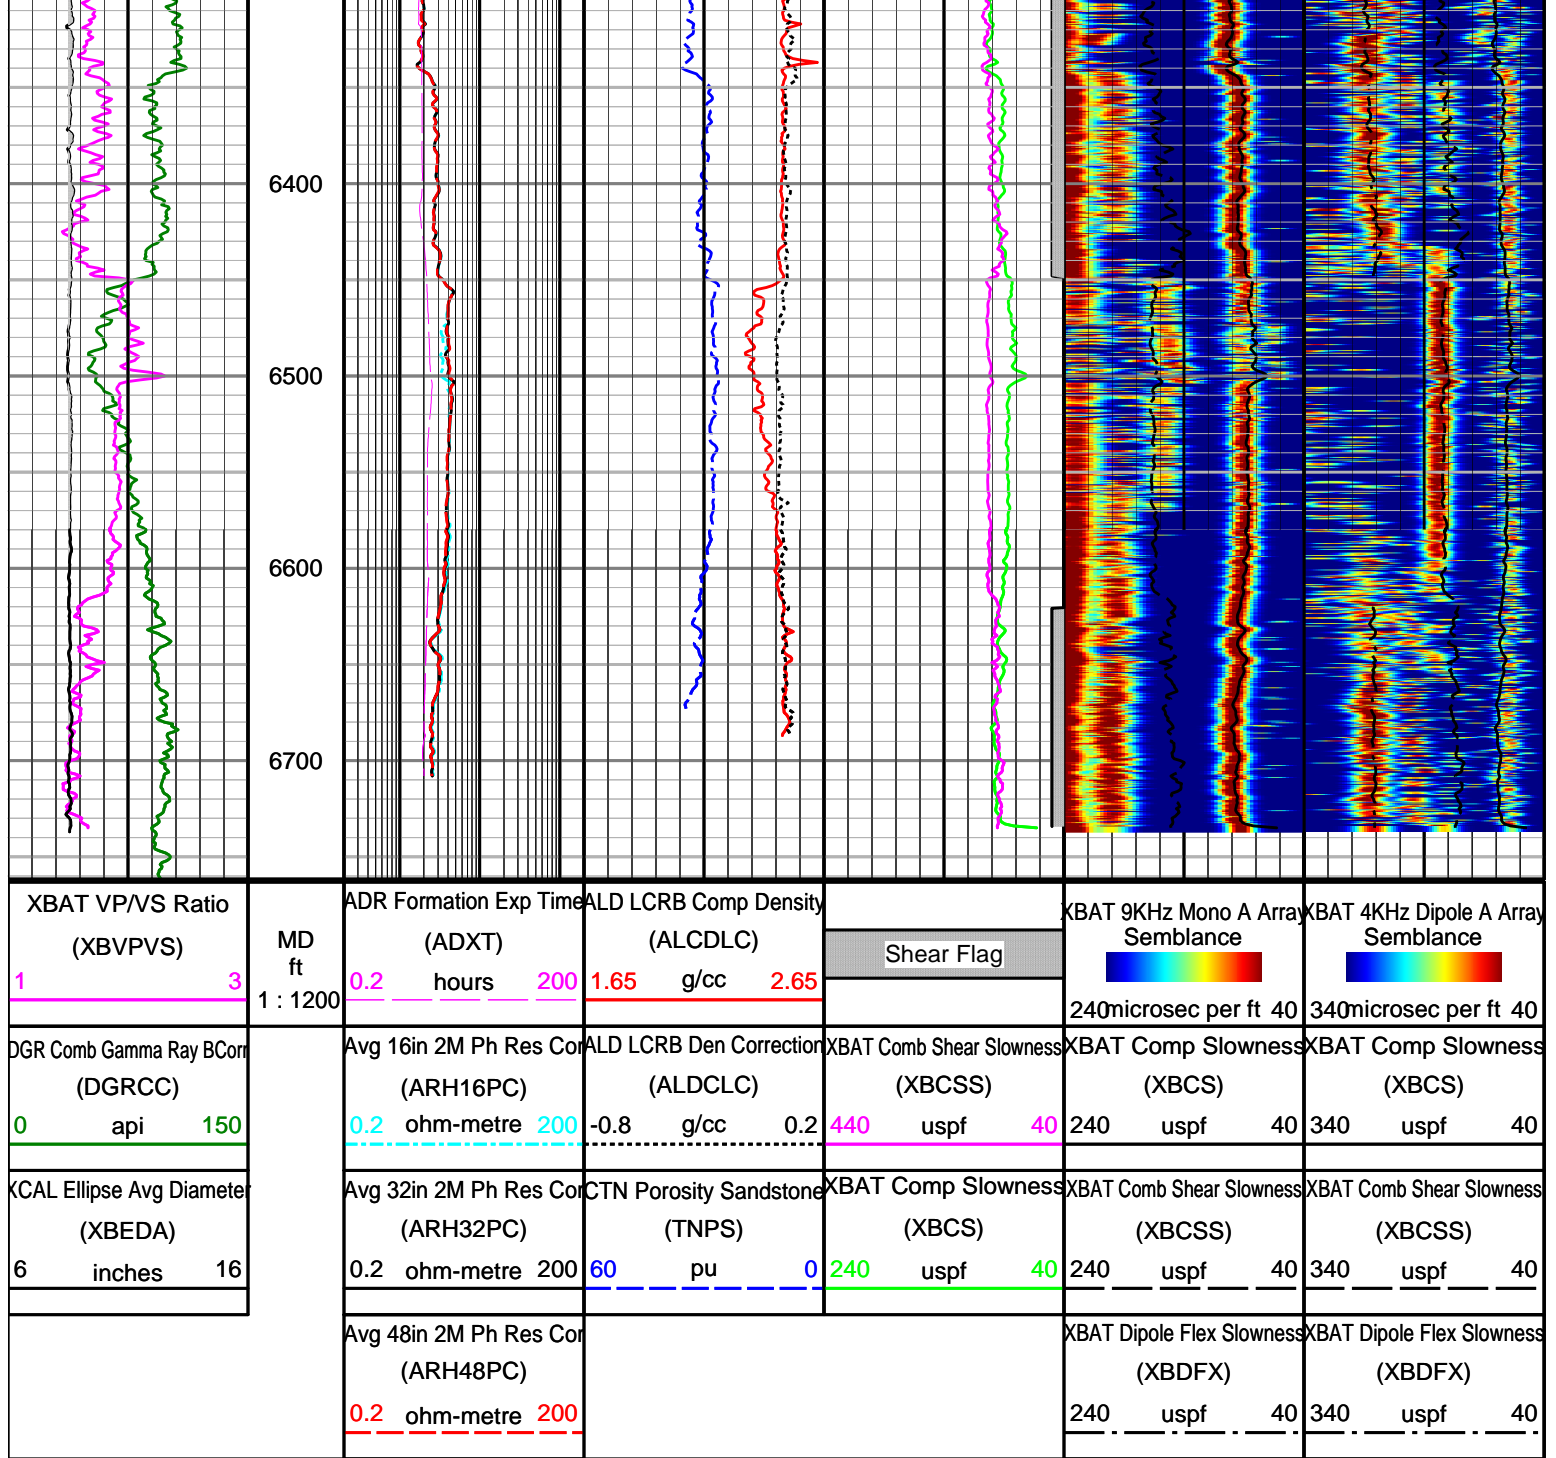 6400
6500
6600
6700
XBAT VP/VS Ratio
(XBVPVS)
1 3
MD
ft
1 : 1200
ADR Formation Exp Time
(ADXT)
0.2 hours 200
ALD LCRB Comp Density
(ALCDLC)
1.65 g/cc 2.65
Shear Flag
XBAT 9KHz Mono A Array
Semblance
240 microsec per ft 40
XBAT 4KHz Dipole A Array
Semblance
340 microsec per ft 40
DGR Comb Gamma Ray BCorr
(DGRCC)
0 api 150
Avg 16in 2M Ph Res Cor
(ARH16PC)
0.2 ohm-metre 200
ALD LCRB Den Correction
(ALDCLC)
-0.8 g/cc 0.2
XBAT Comb Shear Slowness
(XBCSS)
440 uspf 40
XBAT Comp Slowness
(XBCS)
240 uspf 40
XBAT Comp Slowness
(XBCS)
340 uspf 40
XCAL Ellipse Avg Diameter
(XBEDA)
6 inches 16
Avg 32in 2M Ph Res Cor
(ARH32PC)
0.2 ohm-metre 200
CTN Porosity Sandstone
(TNPS)
60 pu 0
XBAT Comp Slowness
(XBCS)
240 uspf 40
XBAT Comb Shear Slowness
(XBCSS)
240 uspf 40
XBAT Comb Shear Slowness
(XBCSS)
340 uspf 40
Avg 48in 2M Ph Res Cor
(ARH48PC)
0.2 ohm-metre 200
XBAT Dipole Flex Slowness
(XBDFX)
240 uspf 40
XBAT Dipole Flex Slowness
(XBDFX)
340 uspf 40